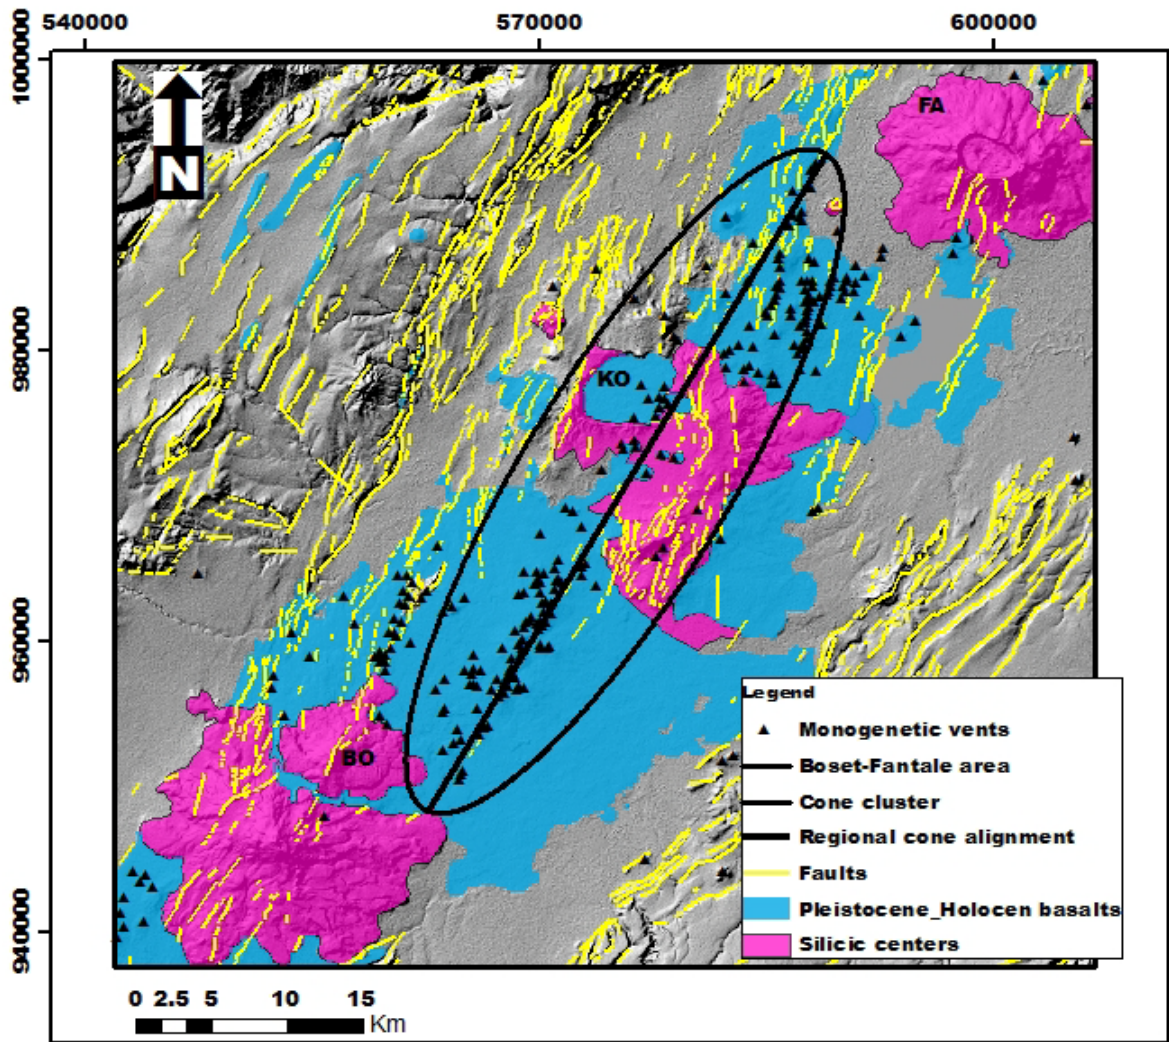 540000 570000 600000
1000000
980000
960000
940000
N
FA
KO
BO
Legend
Monogenetic vents
Boset-Fantale area
Cone cluster
Regional cone alignment
Faults
Pleistocene_Holocen basalts
Silicic centers
0 2.5 5 10 15
Km